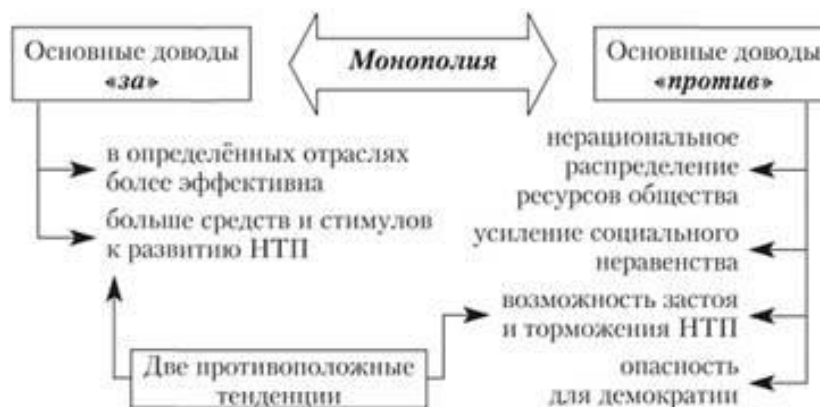 Основные доводы
«за»
Монополия
Основные доводы
«против»
в определённых отраслях
более эффективна
больше средств и стимулов
к развитию НТП
нерациональное
распределение
ресурсов общества
усиление социального
неравенства
возможность застоя
и торможения НТП
опасность
для демократии
Две противоположные
тенденции